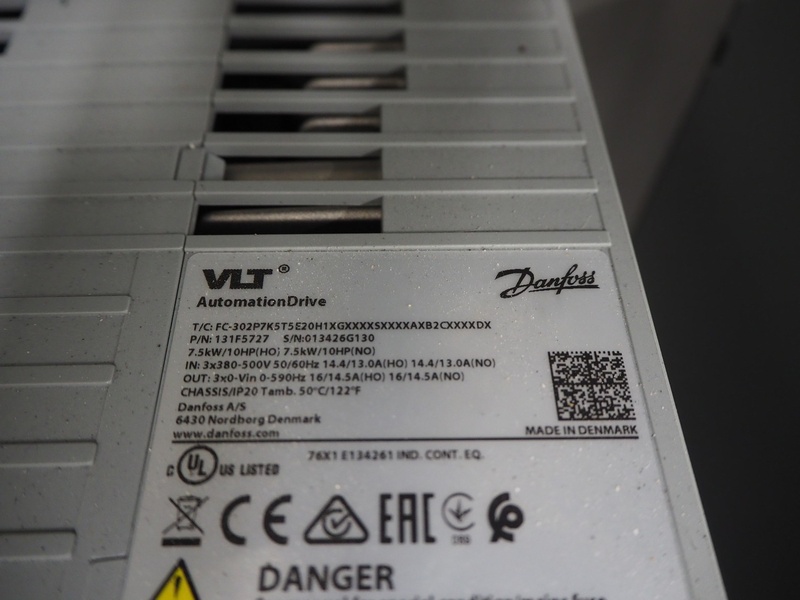 VLT®
Danfoss
AutomationDrive
T/C: FC-302P7K5T5E20H1XGXXXXSXXXXAXB2CXXXXDX
P/N: 131F5727 S/N:013426G130
7.5kW/10HP(HO) 7.5kW/10HP(NO)
IN: 3x380-500V 50/60Hz 14.4/13.0A(HO) 14.4/13.0A(NO)
OUT: 3x0-Vin 0-590Hz 16/14.5A(HO) 16/14.5A(NO)
CHASSIS/IP20 Tamb. 50°C/122°F
Danfoss A/S
6430 Nordborg Denmark
www.danfoss.com
MADE IN DENMARK
C UL US LISTED
76X1 E134261 IND. CONT. EQ.
CE EAC
DANGER